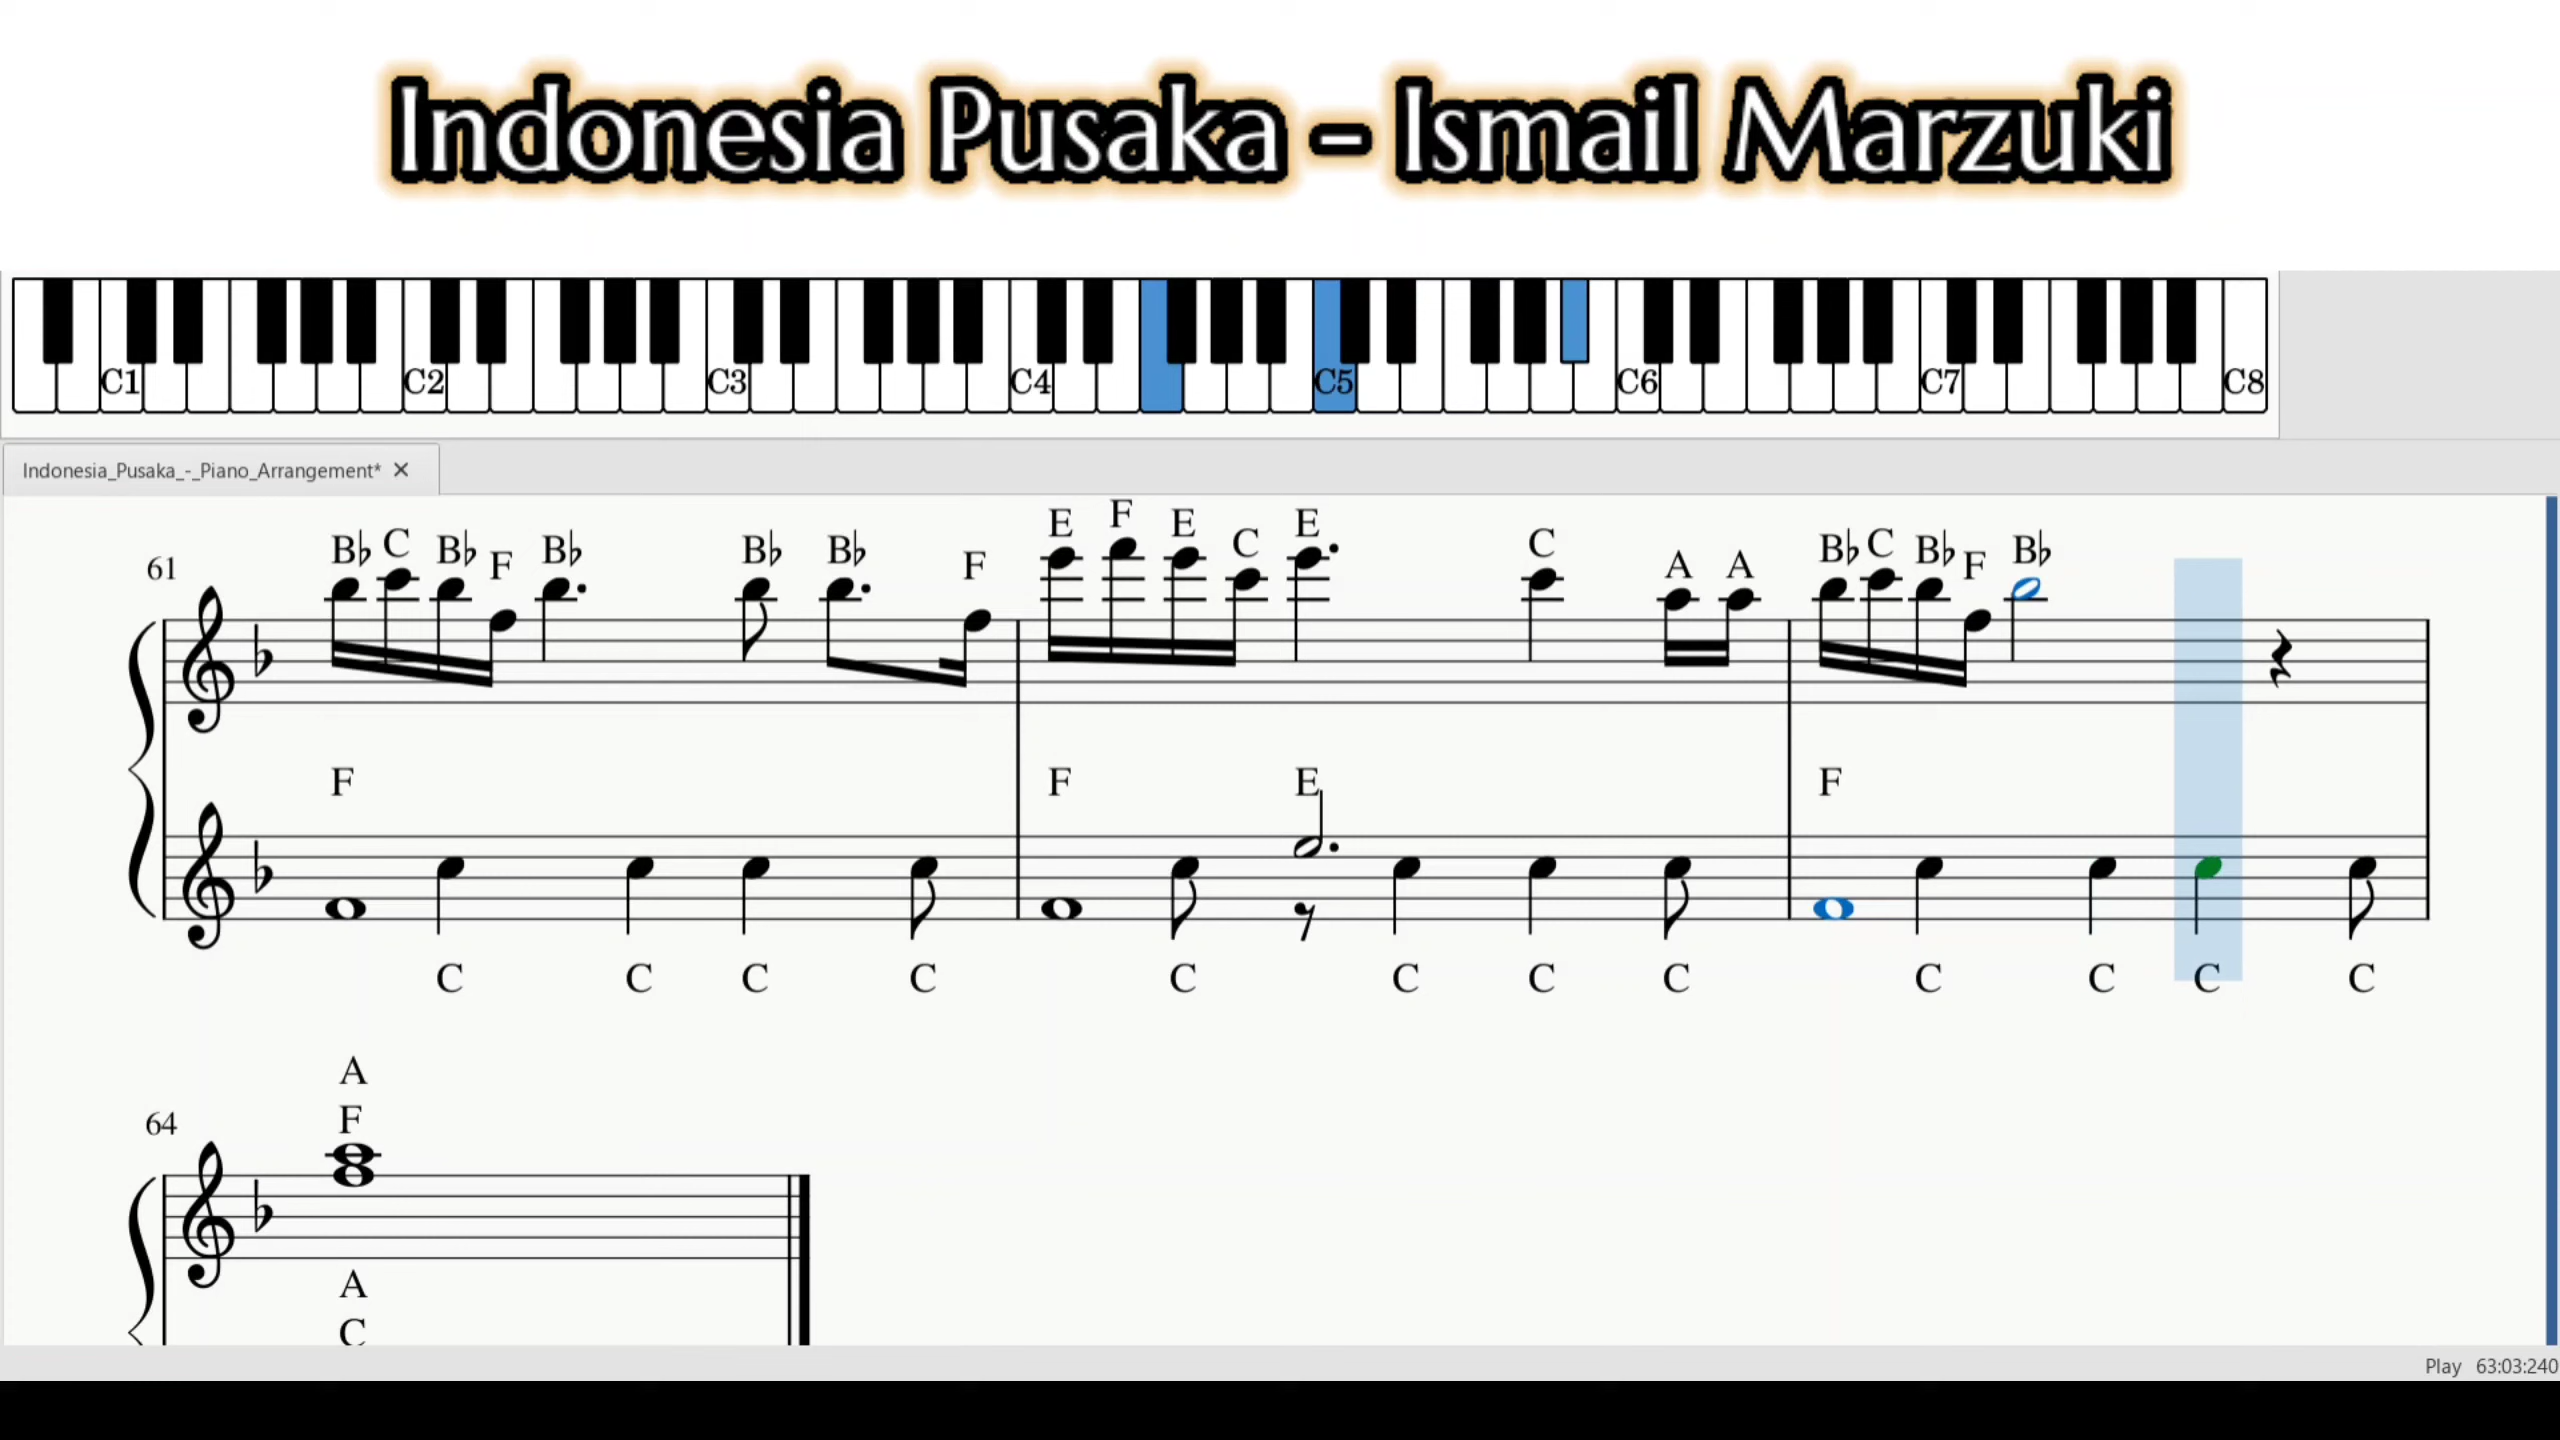 Indonesia Pusaka - Ismail Marzuki
C1 C2 C3 C4 C5 C6 C7 C8
Indonesia_Pusaka_-_Piano_Arrangement*
61 B♭ C B♭ F B♭ B♭ B♭ F E F E C E C A A B♭ C B♭ F B♭
F F E F
C C C C C C C C C C C C
A
64 F
A
C
Play 63:03:240